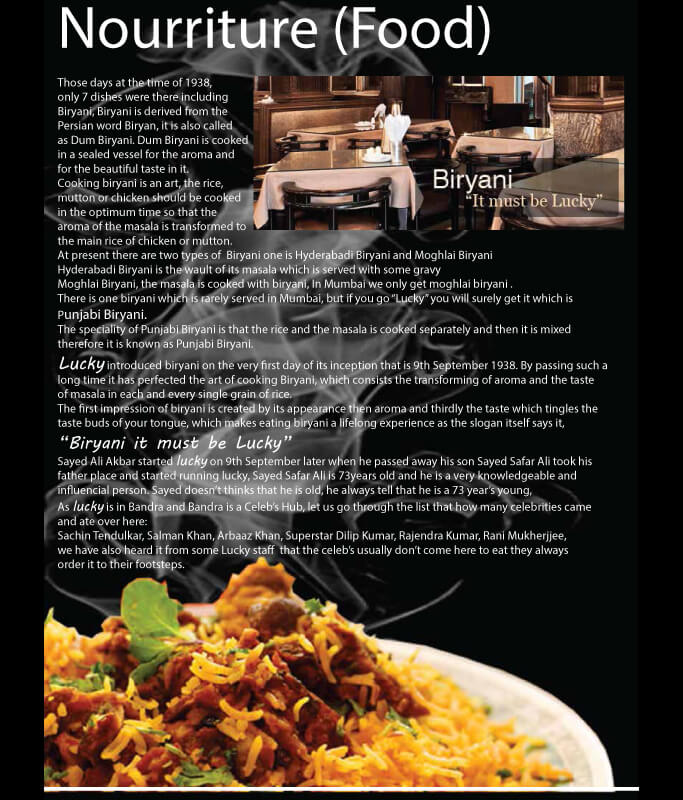 Nourriture (Food)
Those days at the time of 1938,
only 7 dishes were there including
Biryani, Biryani is derived from the
Persian word Biryan, it is also called
as Dum Biryani. Dum Biryani is cooked
in a sealed vessel for the aroma and
for the beautiful taste in it.
Cooking biryani is an art, the rice,
mutton or chicken should be cooked
in the optimum time so that the
aroma of the masala is transformed to
the main rice of chicken or mutton.
Biryani
“It must be Lucky”
At present there are two types of Biryani one is Hyderabadi Biryani and Moghlai Biryani
Hyderabadi Biryani is the wault of its masala which is served with some gravy
Moghlai Biryani, the masala is cooked with biryani, In Mumbai we only get moghlai biryani .
There is one biryani which is rarely served in Mumbai, but if you go “Lucky” you will surely get it which is
Punjabi Biryani.
The speciality of Punjabi Biryani is that the rice and the masala is cooked separately and then it is mixed
therefore it is known as Punjabi Biryani.
Lucky introduced biryani on the very first day of its inception that is 9th September 1938. By passing such a
long time it has perfected the art of cooking Biryani, which consists the transforming of aroma and the taste
of masala in each and every single grain of rice.
The first impression of biryani is created by its appearance then aroma and thirdly the taste which tingles the
taste buds of your tongue, which makes eating biryani a lifelong experience as the slogan itself says it,
“Biryani it must be Lucky”
Sayed Ali Akbar started lucky on 9th September later when he passed away his son Sayed Safar Ali took his
father place and started running lucky, Sayed Safar Ali is 73years old and he is a very knowledgeable and
influencial person. Sayed doesn’t thinks that he is old, he always tell that he is a 73 year’s young,
As lucky is in Bandra and Bandra is a Celeb’s Hub, let us go through the list that how many celebrities came
and ate over here:
Sachin Tendulkar, Salman Khan, Arbaaz Khan, Superstar Dilip Kumar, Rajendra Kumar, Rani Mukherjjee,
we have also heard it from some Lucky staff that the celeb’s usually don’t come here to eat they always
order it to their footsteps.